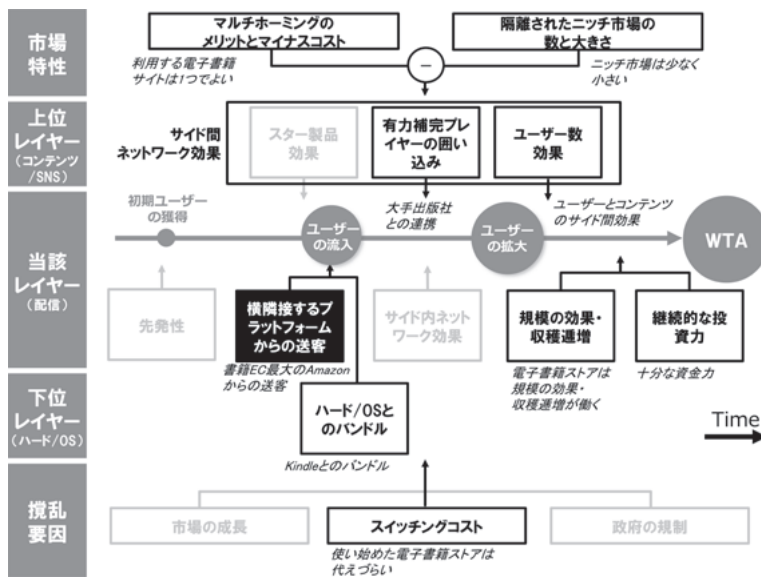 市場
特性
マルチホーミングの
メリットとマイナスコスト
隔離されたニッチ市場の
数と大きさ
利用する電子書籍
サイトは1つでよい
−
ニッチ市場は少なく
小さい
上位
レイヤー
(コンテンツ
/SNS)
サイド間
ネットワーク効果
スター製品
効果
有力補完プレ
イヤーの囲い
込み
ユーザー数
効果
当該
レイヤー
(配信)
初期ユーザー
の獲得
ユーザー
の流入
大手出版社
との連携
ユーザー
の拡大
ユーザーとコンテンツ
のサイド間効果
WTA
先発性
横隣接するプ
ラットフォーム
からの送客
サイド内ネット
ワーク効果
規模の効果・
収穫逓増
継続的な投
資力
書籍EC最大のAmazon
からの送客
電子書籍ストアは
規模の効果・
収穫逓増が働く
十分な資金力
下位
レイヤー
(ハード/OS)
ハード/OSと
のバンドル
Time
Kindleとのバンドル
撹乱
要因
市場の成長
スイッチングコスト
政府の規制
使い始めた電子書籍ストアは
代えづらい